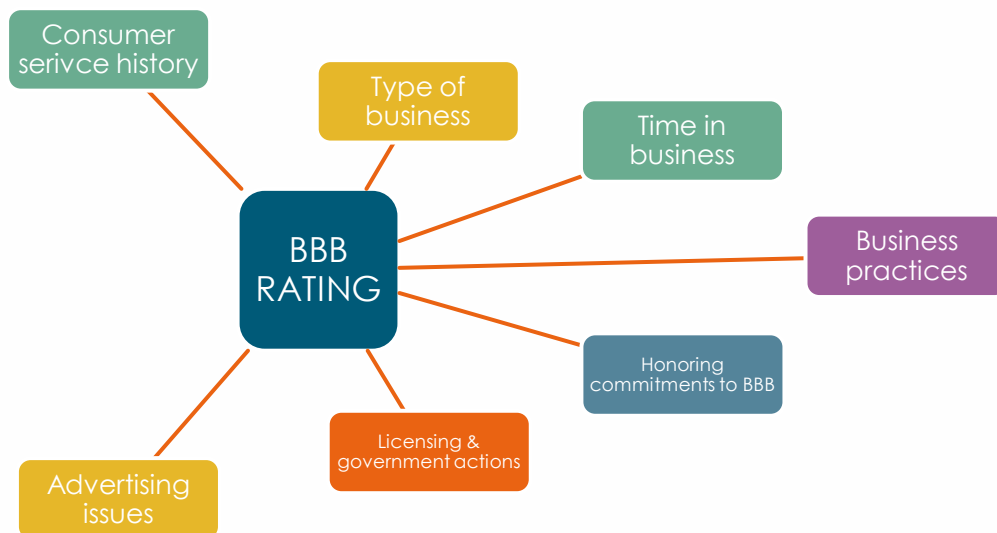 Consumer
serivce history
Type of
business
Time in
business
BBB
RATING
Business
practices
Honoring
commitments to BBB
Licensing &
government actions
Advertising
issues